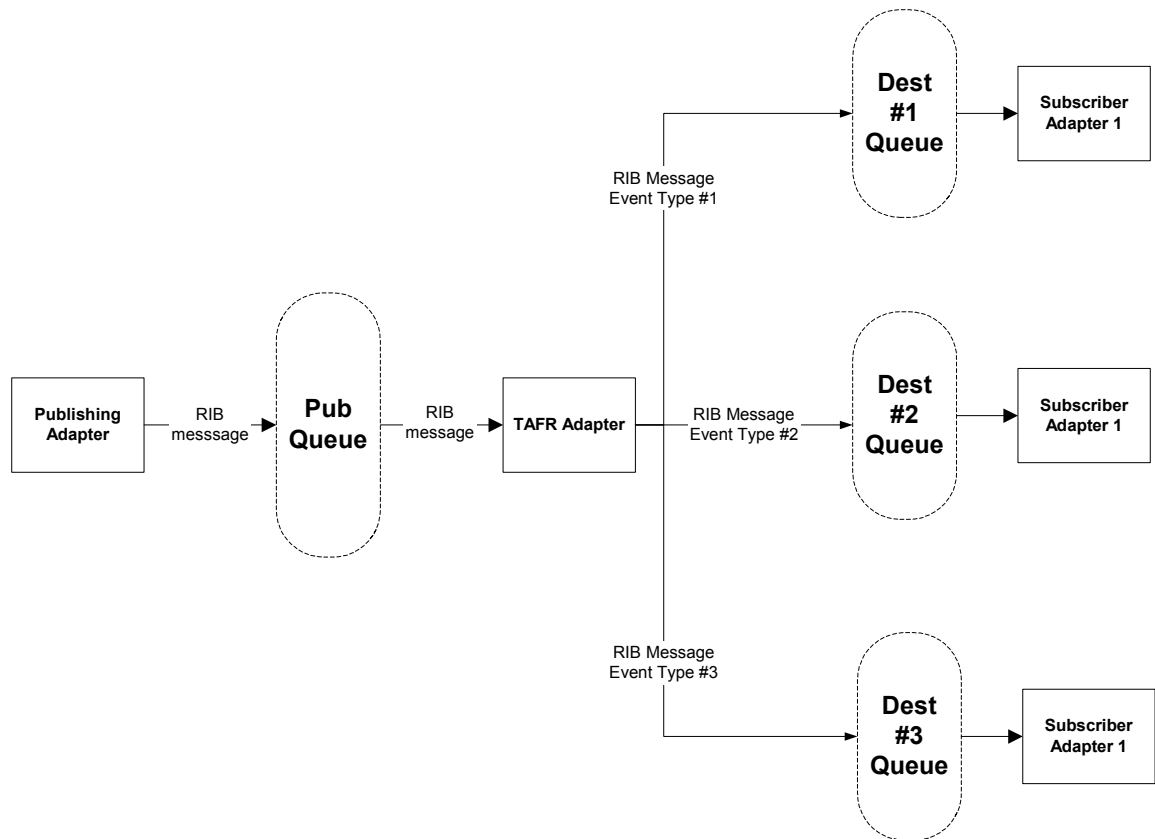 Dest
#1
Queue
Subscriber
Adapter 1
RIB Message
Event Type #1
Publishing
Adapter
RIB
messsage
Pub
Queue
RIB
message
TAFR Adapter
RIB Message
Event Type #2
Dest
#2
Queue
Subscriber
Adapter 1
RIB Message
Event Type #3
Dest
#3
Queue
Subscriber
Adapter 1